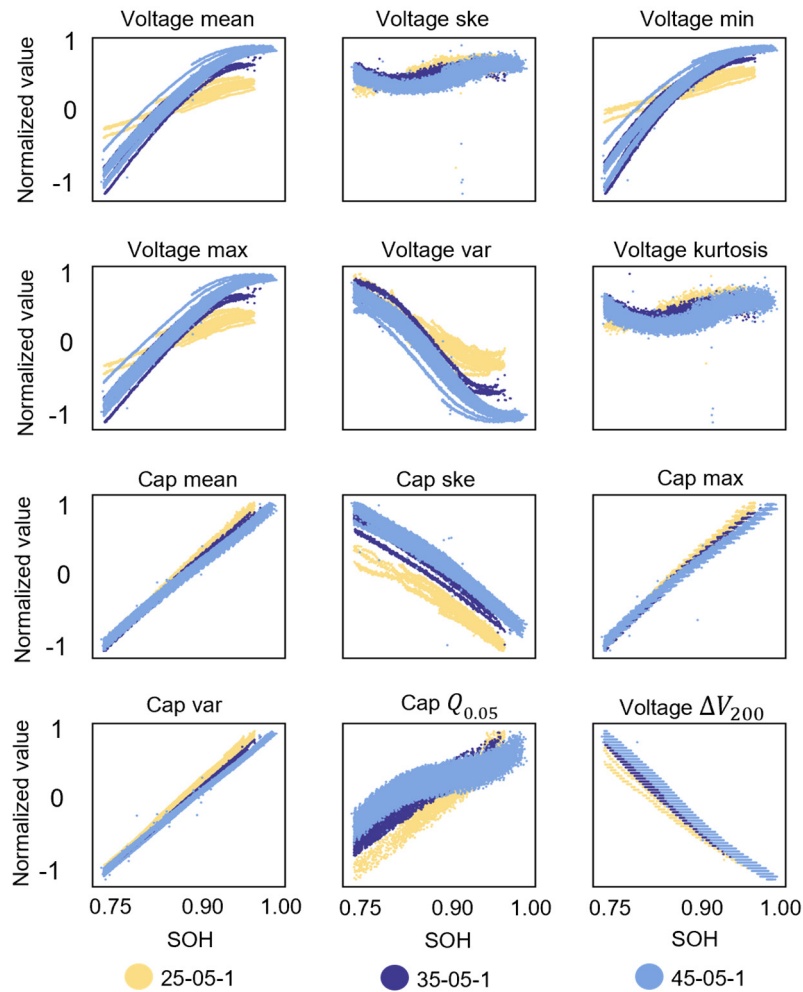 Voltage mean
Voltage ske
Voltage min
Normalized value
1
0
-1
Voltage max
Voltage var
Voltage kurtosis
Normalized value
1
0
-1
Cap mean
Cap ske
Cap max
Normalized value
1
0
-1
Cap var
Cap Q0.05
Voltage ΔV200
Normalized value
1
0
-1
0.75 0.90 1.00
0.75 0.90 1.00
0.75 0.90 1.00
SOH
SOH
SOH
25-05-1
35-05-1
45-05-1